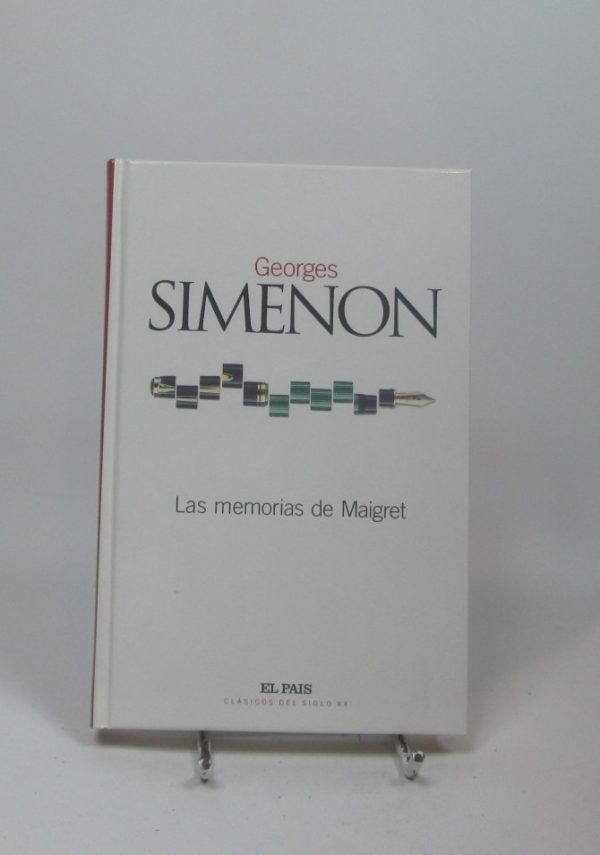 Georges
SIMENON
Las memorias de Maigret
EL PAIS
CLÁSICOS DEL SIGLO XX